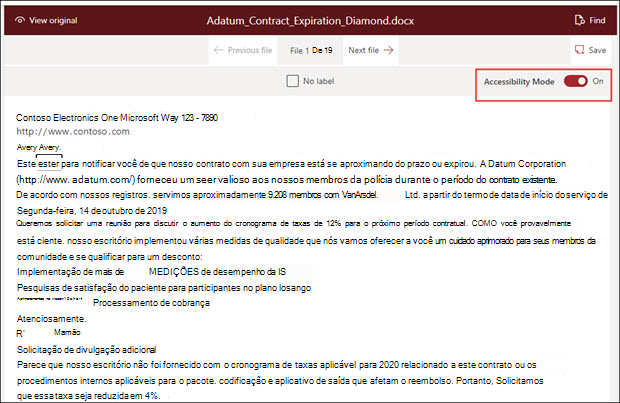 View original
Adatum_Contract_Expiration_Diamond.docx
Find
Previous file
File 1 De 19
Next file
Save
No label
Accessibility Mode
On
Contoso Electronics One Microsoft Way 123 - 7890
http://www.contoso.com
Avery Avery.
Este ester para notificar você de que nosso contrato com sua empresa está se aproximando do prazo ou expirou. A Datum Corporation
(http://www. adatum.com/) forneceu um seer valioso aos nossos membros da polícia durante o período do contrato existente.
De acordo com nossos registros. servimos aproximadamente 9.208 membros com VanArsdel. Ltd. a partir do termo de data de início do serviço de
Segunda-feira, 14 de outubro de 2019
Queremos solicitar uma reunião para discutir o aumento do cronograma de taxas de 12% para o próximo período contratual. COMO você provavelmente
está ciente. nosso escritório implementou várias medidas de qualidade que nós vamos oferecer a você um cuidado aprimorado para seus membros da
comunidade e se qualificar para um desconto:
Implementação de mais de MEDIÇÕES de desempenho da IS
Pesquisas de satisfação do paciente para participantes no plano losango
Processamento de cobrança
Atenciosamente.
R' Mamão
Solicitação de divulgação adicional
Parece que nosso escritório não foi fornecido com o cronograma de taxas aplicável para 2020 relacionado a este contrato ou os
procedimentos internos aplicáveis para o pacote. codificação e aplicativo de saída que afetam o reembolso. Portanto, Solicitamos
que essa taxa seja reduzida em 4%.